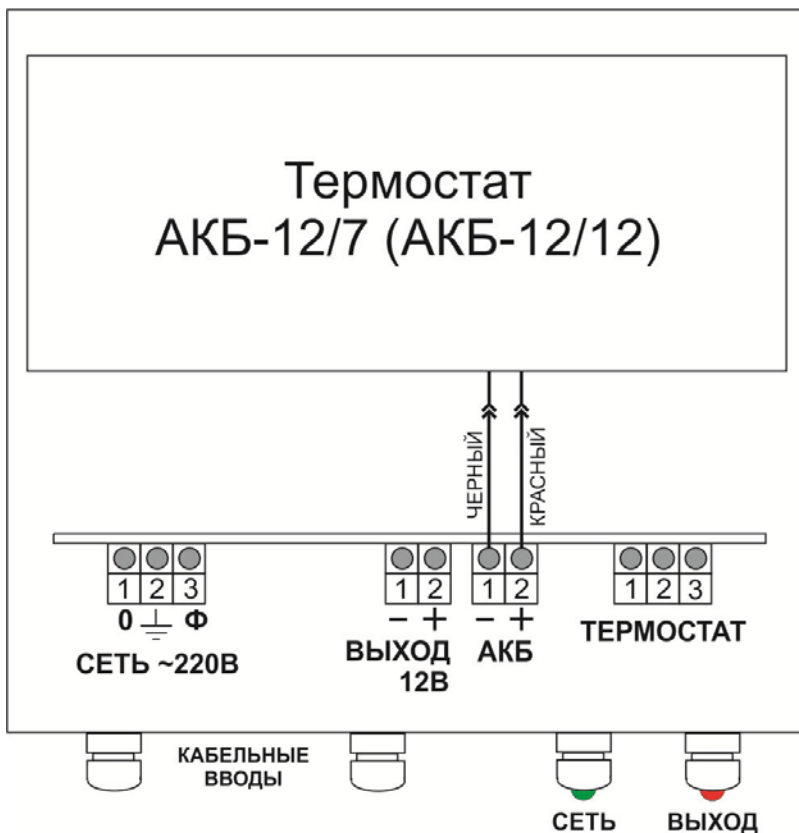 Термостат
АКБ-12/7 (АКБ-12/12)
ЧЕРНЫЙ
КРАСНЫЙ
1 2 3
1 2
1 2
1 2 3
0 Ф
− +
− +
СЕТЬ ~220В
ВЫХОД
12В
АКБ
ТЕРМОСТАТ
КАБЕЛЬНЫЕ
ВВОДЫ
СЕТЬ
ВЫХОД